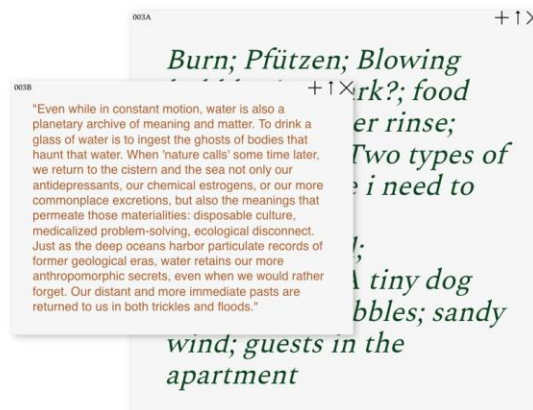 003A
Burn; Pfützen; Blowing
rk?; food
003B
"Even while in constant motion, water is also a
planetary archive of meaning and matter. To drink a
glass of water is to ingest the ghosts of bodies that
haunt that water. When 'nature calls' some time later,
we return to the cistern and the sea not only our
antidepressants, our chemical estrogens, or our more
commonplace excretions, but also the meanings that
permeate those materialities: disposable culture,
medicalized problem-solving, ecological disconnect.
Just as the deep oceans harbor particulate records of
former geological eras, water retains our more
anthropomorphic secrets, even when we would rather
forget. Our distant and more immediate pasts are
returned to us in both trickles and floods."
er rinse;
Two types of
i need to
A tiny dog
bbles; sandy
wind; guests in the
apartment